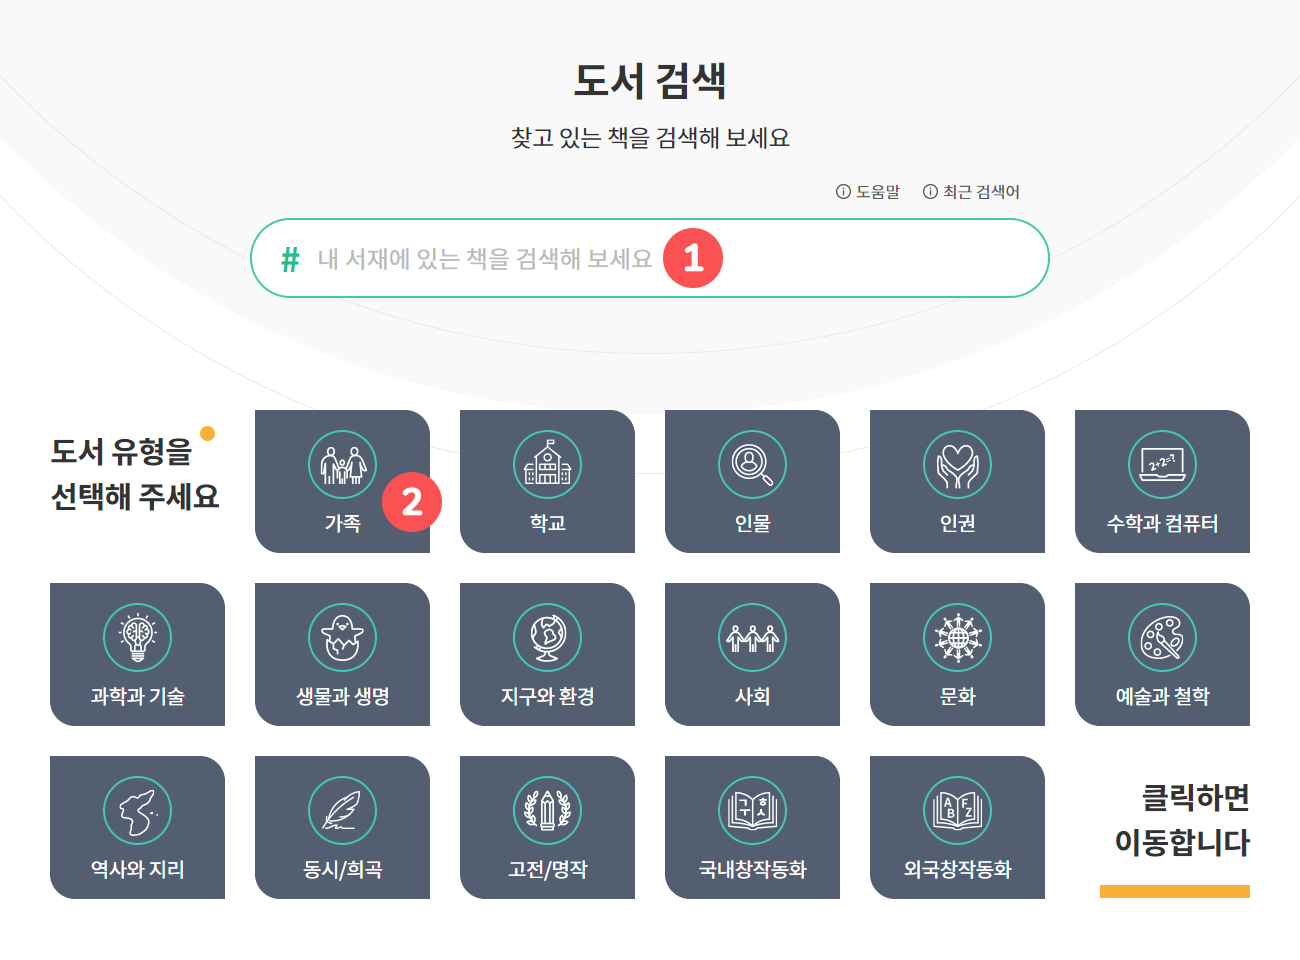 도서 검색
찾고 있는 책을 검색해 보세요
도움말 최근 검색어
# 내 서재에 있는 책을 검색해 보세요 1
도서 유형을
선택해 주세요
가족 2
학교
인물
인권
2+2=?
수학과 컴퓨터
과학과 기술
생물과 생명
지구와 환경
사회
문화
예술과 철학
역사와 지리
동시/희곡
고전/명작
ㄱ ㅎ
ㅜ ㅅ
국내창작동화
A F
B Z
외국창작동화
클릭하면
이동합니다